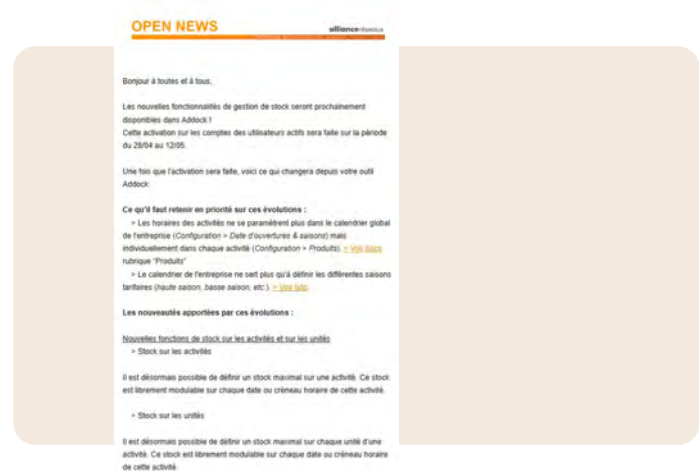 OPEN NEWS
allianceréseaux
Bonjour à toutes et à tous,
Les nouvelles fonctionnalités de gestion de stock seront prochainement
disponibles dans Addock !
Cette activation sur les comptes des utilisateurs actifs sera faite sur la période
du 28/04 au 12/05.
Une fois que l'activation sera faite, voici ce qui changera depuis votre outil
Addock:
Ce qu'il faut retenir en priorité sur ces évolutions :
> Les horaires des activités ne se paramètrent plus dans le calendrier global
de l'entreprise (Configuration > Date d'ouvertures & saisons) mais
individuellement dans chaque activité (Configuration > Produits). > Voir tutos
rubrique "Produits"
> Le calendrier de l'entreprise ne sert plus qu'à définir les différentes saisons
tarifaires (haute saison, basse saison, etc.). > Voir tuto.
Les nouveautés apportées par ces évolutions :
Nouvelles fonctions de stock sur les activités et sur les unités
> Stock sur les activités
Il est désormais possible de définir un stock maximal sur une activité. Ce stock
est librement modulable sur chaque date ou créneau horaire de cette activité.
> Stock sur les unités
Il est désormais possible de définir un stock maximal sur chaque unité d'une
activité. Ce stock est librement modulable sur chaque date ou créneau horaire
de cette activité.